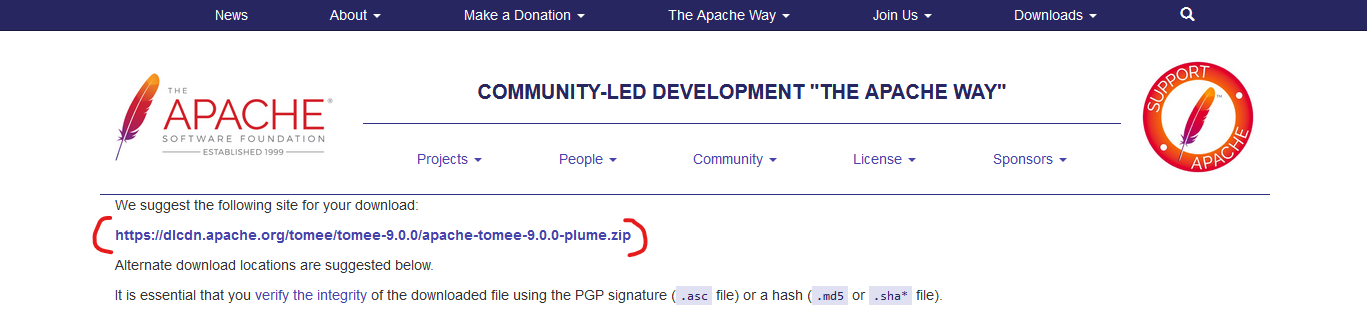 News About Make a Donation The Apache Way Join Us Downloads
THE
APACHE®
SOFTWARE FOUNDATION
ESTABLISHED 1999
COMMUNITY-LED DEVELOPMENT "THE APACHE WAY"
Projects People Community License Sponsors
SUPPORT
APACHE
™
We suggest the following site for your download:
https://dlcdn.apache.org/tomee/tomee-9.0.0/apache-tomee-9.0.0-plume.zip
Alternate download locations are suggested below.
It is essential that you verify the integrity of the downloaded file using the PGP signature ( .asc file) or a hash ( .md5 or .sha* file).